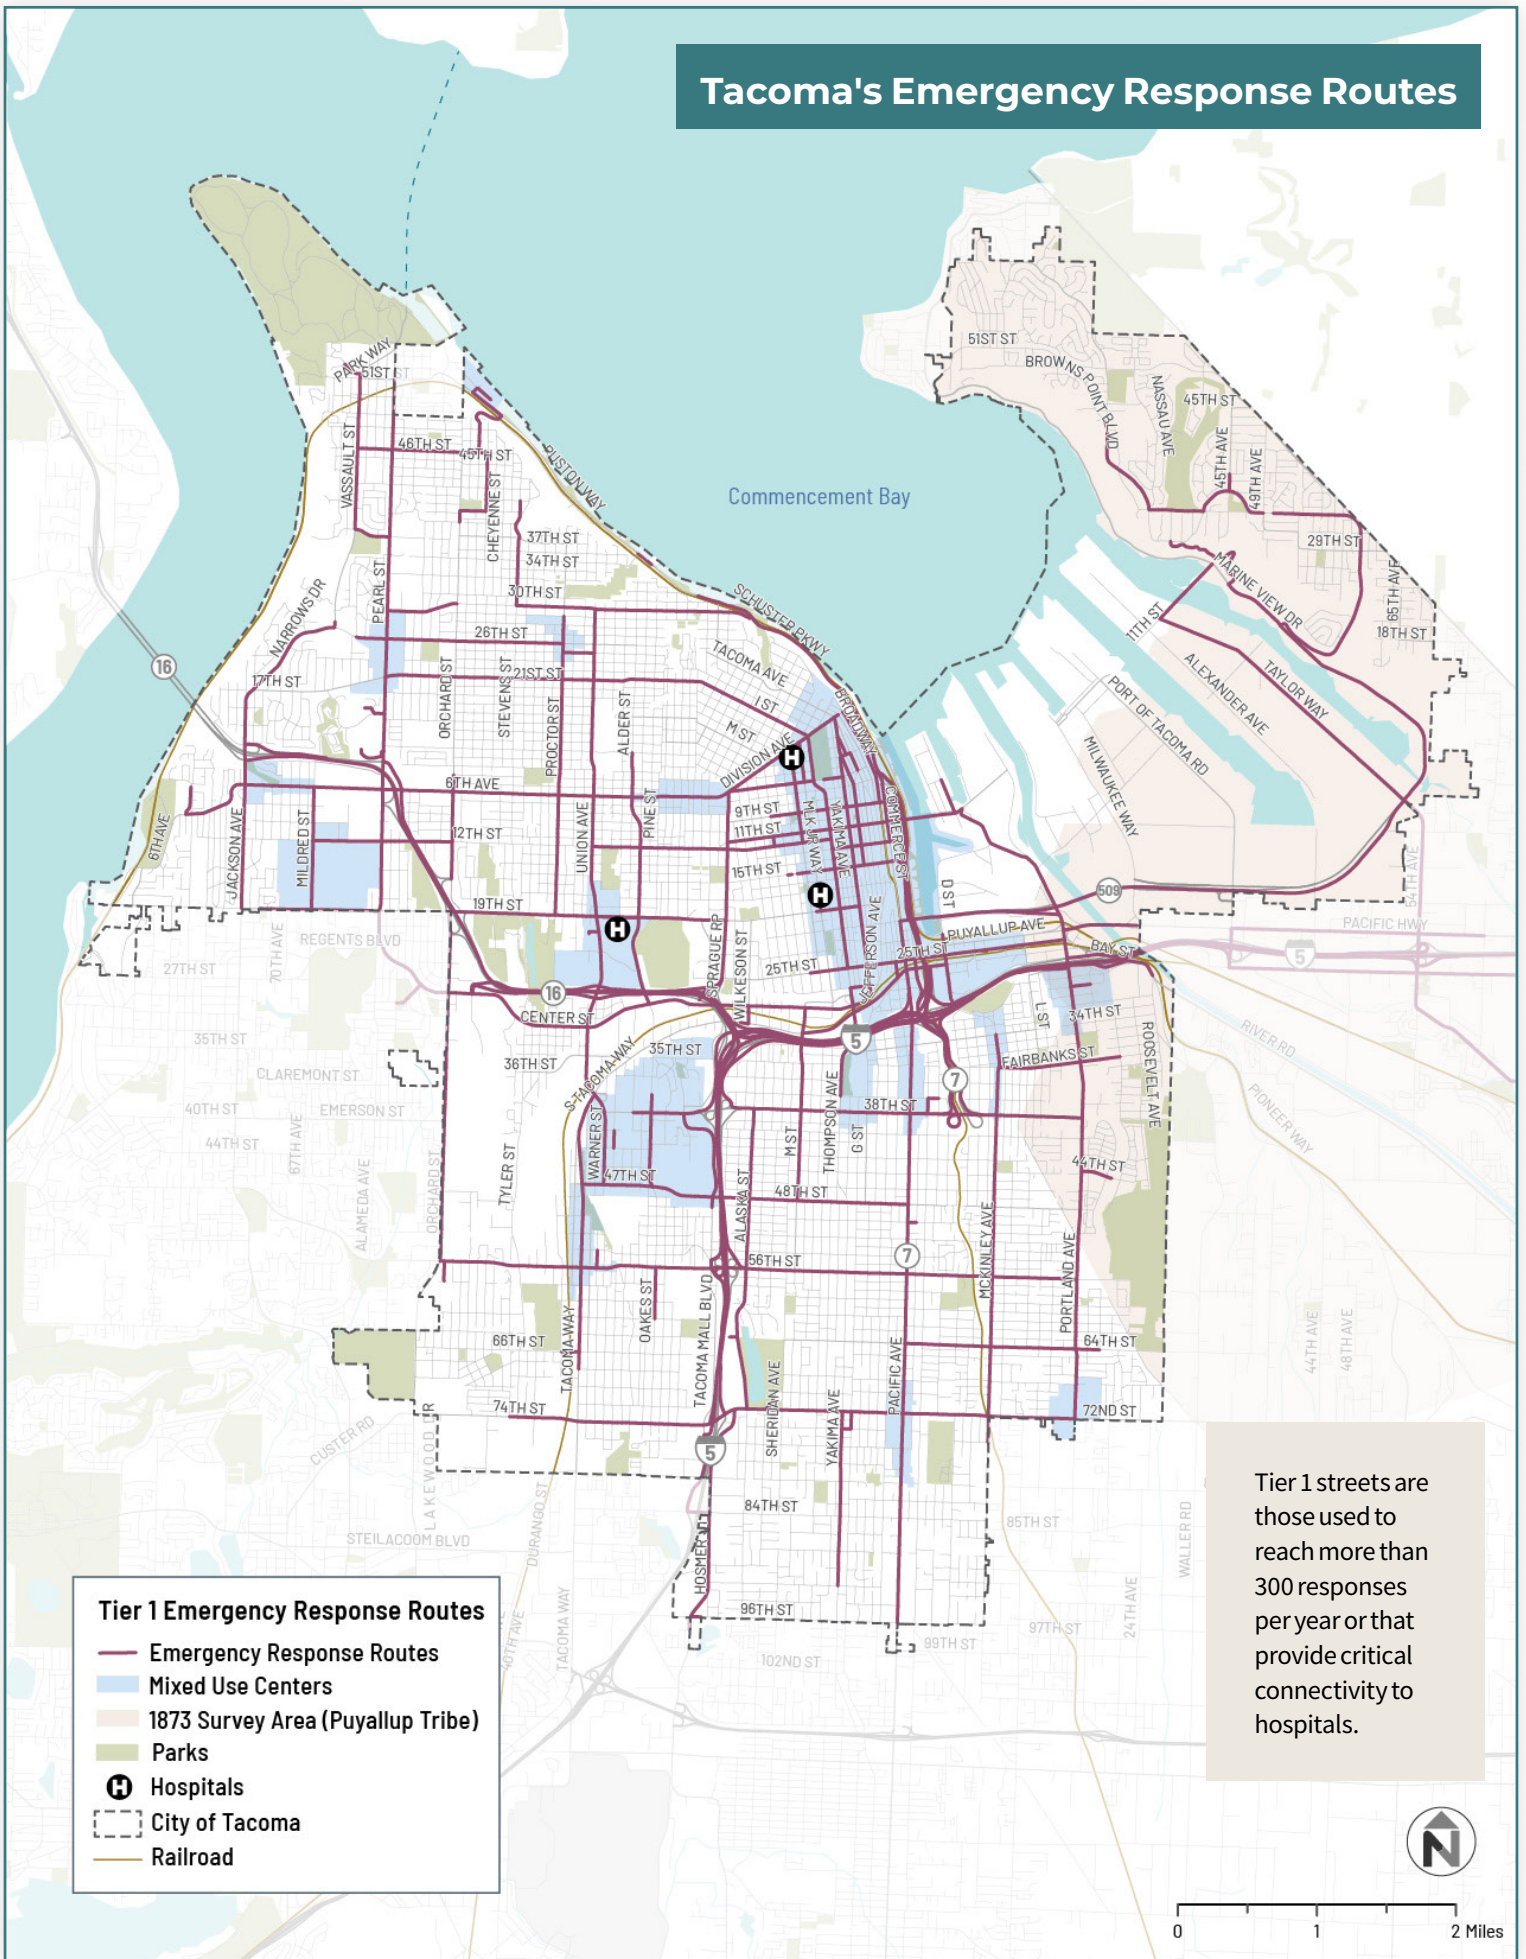 Tacoma's Emergency Response Routes
51ST ST
BROWNS POINT BLVD
NASSAU AVE
45TH ST
45TH AVE
49TH AVE
29TH ST
65TH AVE
18TH ST
MARINE VIEW DR
11TH ST
TAYLOR WAY
ALEXANDER AVE
PORT OF TACOMA RD
MILWAUKEE WAY
PARK WAY
51ST ST
VASSAULT ST
46TH ST
45TH ST
CHEYENNE ST
RUSTON WAY
Commencement Bay
37TH ST
34TH ST
30TH ST
PEARL ST
NARROWS DR
SCHUSTER PKWY
26TH ST
16
17TH ST
ORCHARD ST
STEVENS ST
21ST ST
PROCTOR ST
ALDER ST
TACOMA AVE
I ST
M ST
DIVISION AVE
BROADWAY
H
6TH AVE
6TH AVE
JACKSON AVE
MILDRED ST
12TH ST
UNION AVE
PINE ST
9TH ST
11TH ST
15TH ST
MLK JR WAY
YAKIMA AVE
COMMERCE ST
H
19TH ST
H
D ST
509
54TH AVE
PACIFIC HWY
5
REGENTS BLVD
70TH AVE
27TH ST
SPRAGUE RP
WILKESON ST
JEFFERSON AVE
PUYALLUP AVE
25TH ST
25TH ST
BAY ST
16
CENTER ST
L ST
34TH ST
RIVER RD
ROOSEVELT AVE
35TH ST
36TH ST
S-TACOMA WAY
35TH ST
5
FAIRBANKS ST
CLAREMONT ST
7
PIONEER WAY
40TH ST
EMERSON ST
38TH ST
44TH ST
67TH AVE
ALAMEDA AVE
ORCHARD ST
TYLER ST
WARNER ST
M ST
THOMPSON AVE
G ST
44TH ST
47TH ST
ALASKA ST
48TH ST
MCKINLEY AVE
PORTLAND AVE
56TH ST
7
OAKES ST
TACOMA MALL BLVD
66TH ST
TACOMA WAY
64TH ST
44TH AVE
48TH AVE
SHERIDAN AVE
YAKIMA AVE
PACIFIC AVE
74TH ST
72ND ST
CUSTER RD
LAKEWOOD DR
5
84TH ST
85TH ST
DURANGO ST
STEILACOOM BLVD
HOSMER ST
WALLER RD
24TH AVE
96TH ST
97TH ST
99TH ST
102ND ST
40TH AVE
TACOMA WAY
Tier 1 streets are
those used to
reach more than
300 responses
per year or that
provide critical
connectivity to
hospitals.
Tier 1 Emergency Response Routes
Emergency Response Routes
Mixed Use Centers
1873 Survey Area (Puyallup Tribe)
Parks
H Hospitals
City of Tacoma
Railroad
N
0 1 2 Miles